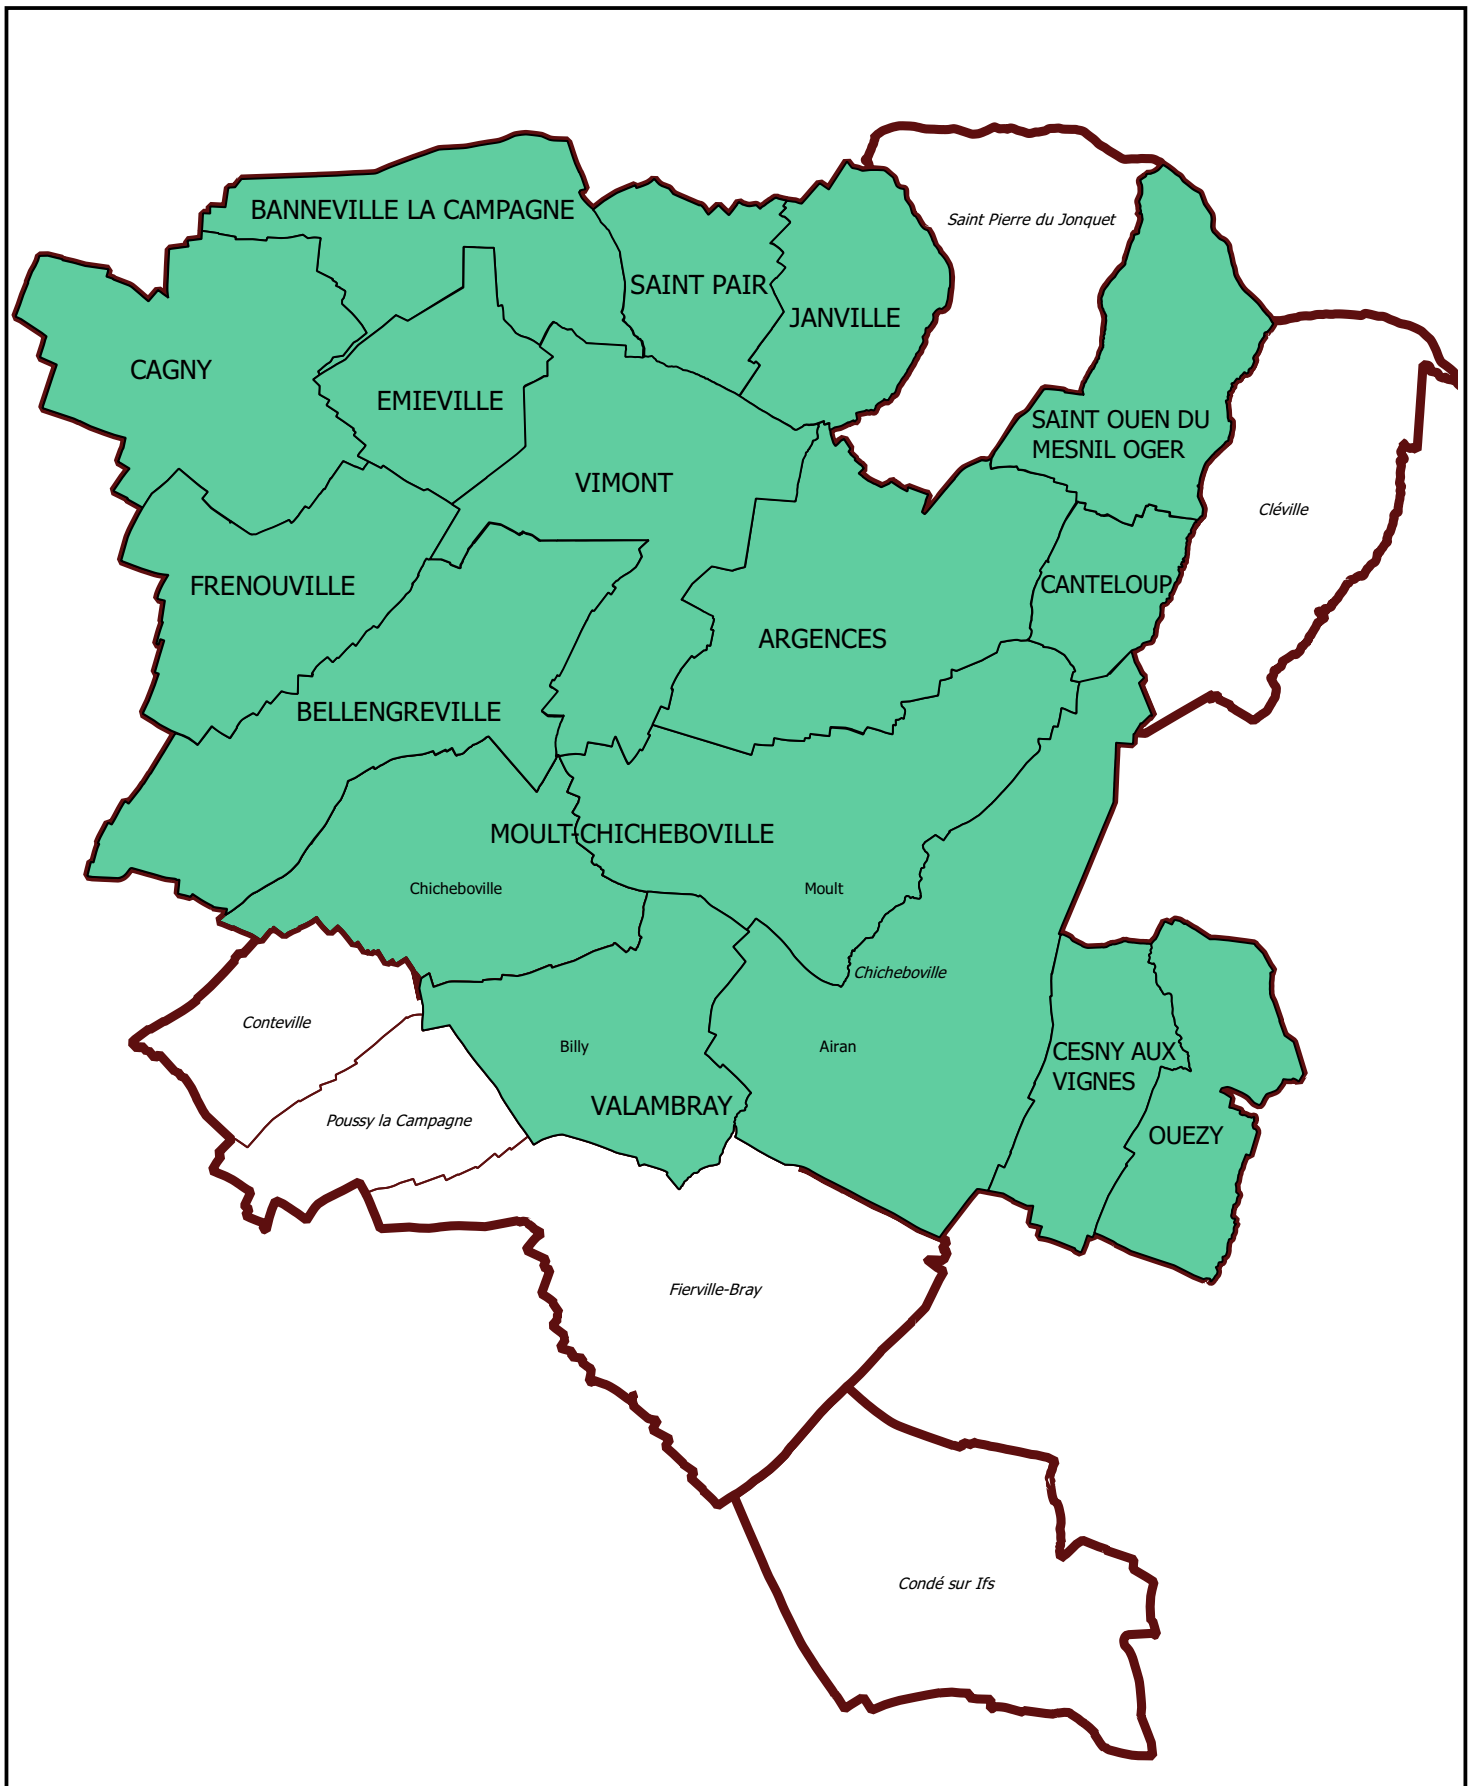 BANNEVILLE LA CAMPAGNE
Saint Pierre du Jonquet
SAINT PAIR
JANVILLE
CAGNY
EMIEVILLE
SAINT OUEN DU
MESNIL OGER
VIMONT
Cléville
FRENOUVILLE
CANTELOUP
ARGENCES
BELLENGREVILLE
MOULT-CHICHEBOVILLE
Chicheboville
Moult
Chicheboville
Conteville
Billy
Airan
CESNY AUX
VIGNES
VALAMBRAY
Poussy la Campagne
OUEZY
Fierville-Bray
Condé sur Ifs